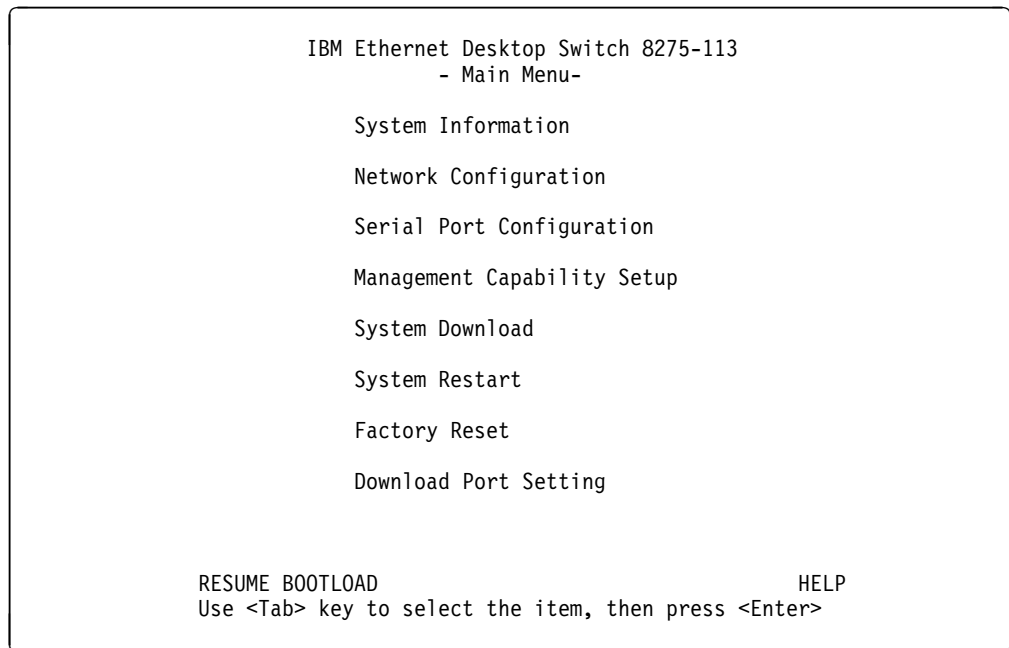 IBM Ethernet Desktop Switch 8275-113
- Main Menu-
System Information
Network Configuration
Serial Port Configuration
Management Capability Setup
System Download
System Restart
Factory Reset
Download Port Setting
RESUME BOOTLOAD HELP
Use <Tab> key to select the item, then press <Enter>